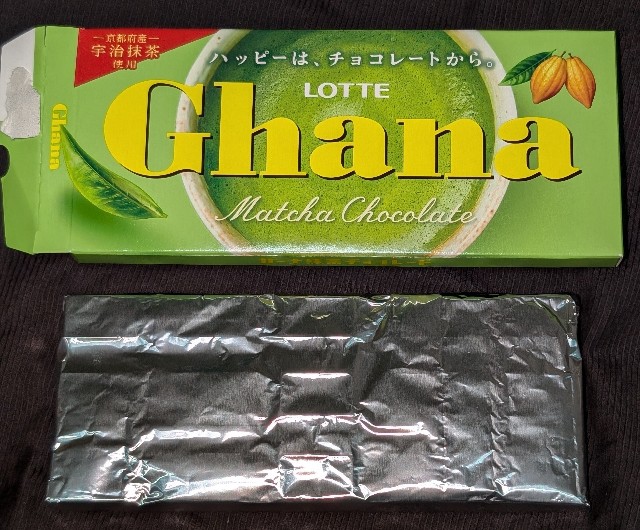 京都府産
宇治抹茶
使用
ハッピーは、チョコレートから。
LOTTE
Ghana
Ghana
Matcha Chocolate